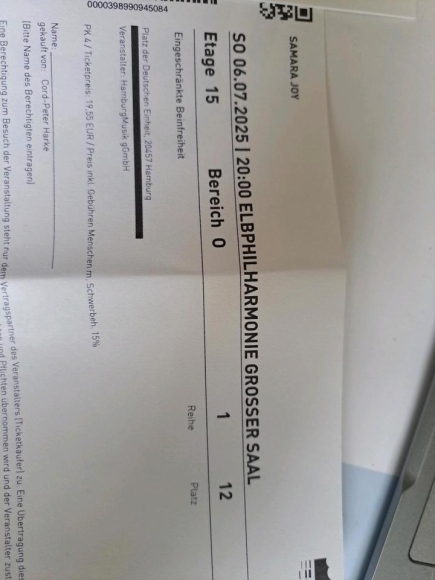 0000398990945084
SAMARA JOY
SO 06.07.2025 | 20:00 ELBPHILHARMONIE GROSSER SAAL
Etage 15 Bereich O 1 12
Reihe Platz
Eingeschränkte Beinfreiheit
Platz der Deutschen Einheit, 20457 Hamburg
Veranstalter: HamburgMusik gGmbH
PK 4 / Ticketpreis: 19,55 EUR / Preis inkl. Gebühren Menschen m. Schwerbeh. 15%
Name:
gekauft von: Cord-Peter Harke
(Bitte Name des Berechtigten eintragen)
Eine Berechtigung zum Besuch der Veranstaltung steht nur dem Vertragspartner des Veranstalters (Ticketkäufer) zu. Eine Übertragung
und Pflichten übernommen wird und der Veranstalter